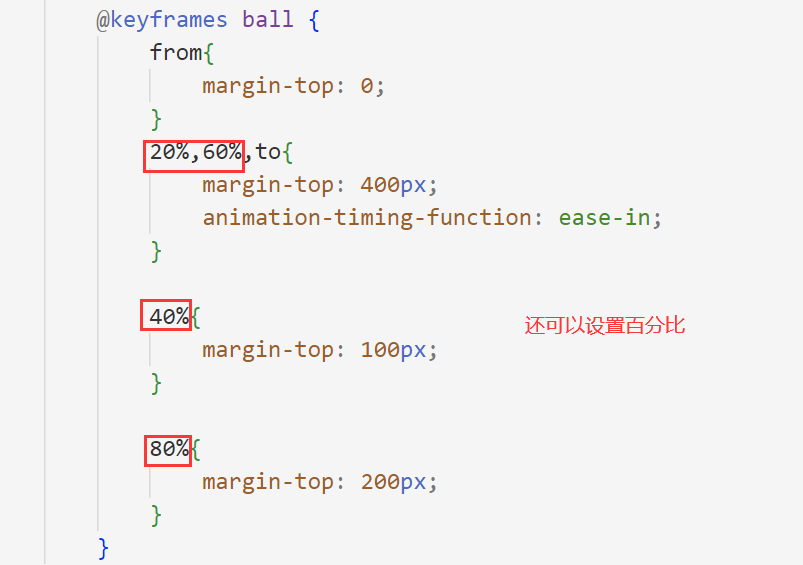 @keyframes ball {
from{
margin-top: 0;
}
20%,60%,to{
margin-top: 400px;
animation-timing-function: ease-in;
}
40%{
还可以设置百分比
margin-top: 100px;
}
80%{
margin-top: 200px;
}
}